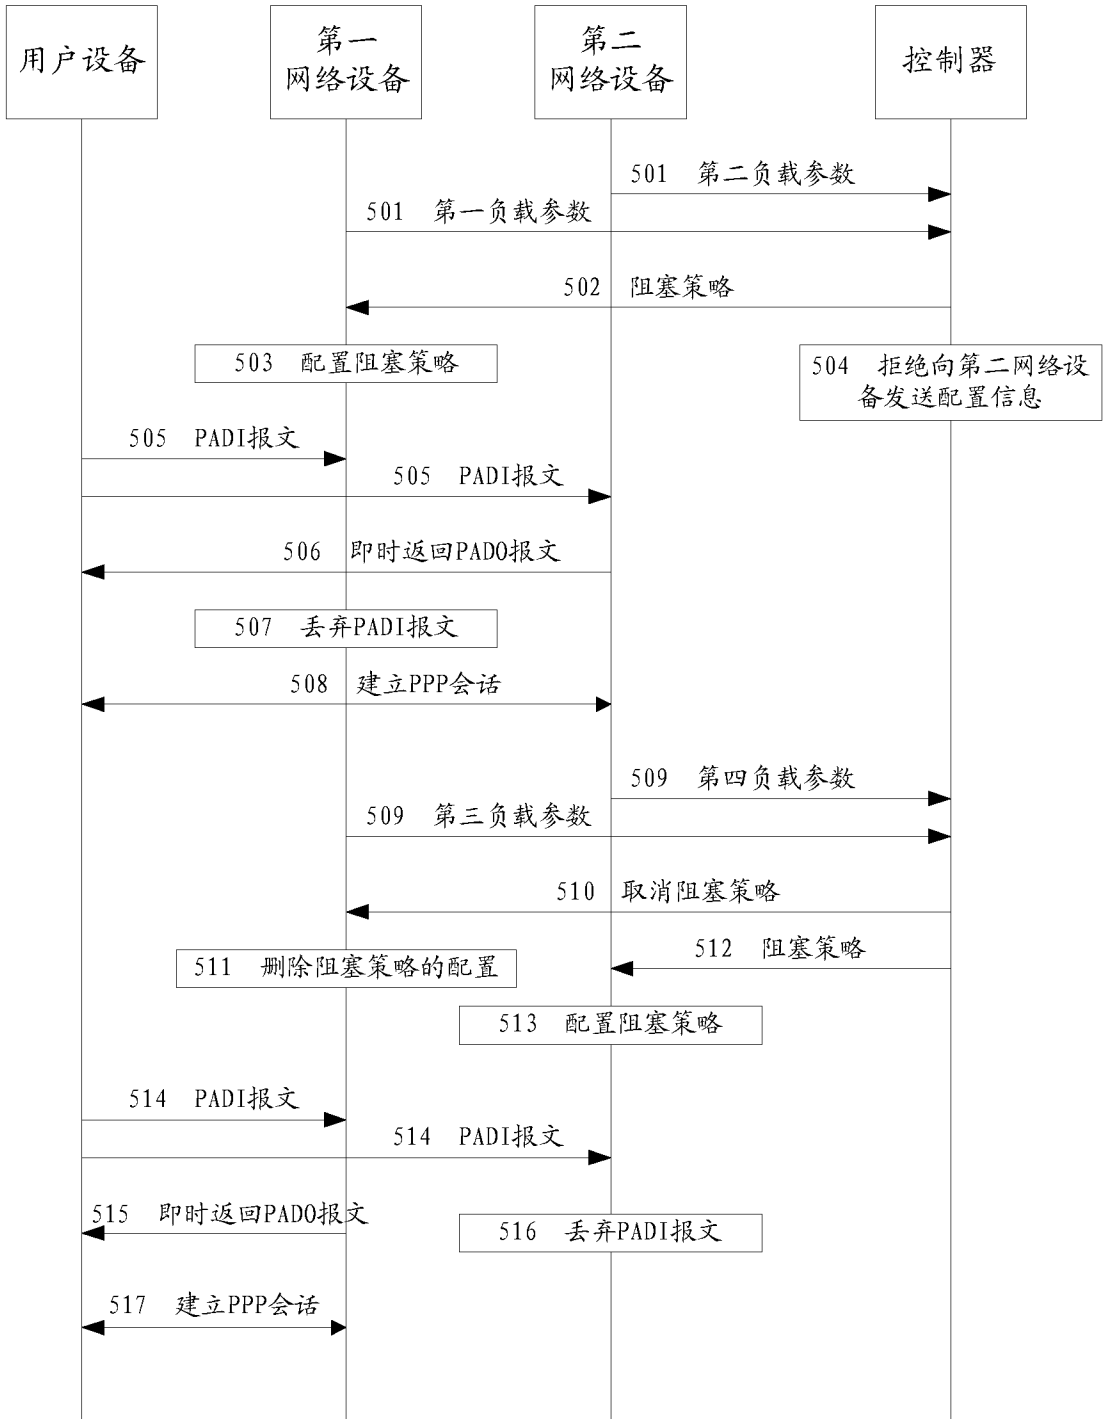 用户设备
第一
网络设备
第二
网络设备
控制器
501 第二负载参数
501 第一负载参数
502 阻塞策略
503 配置阻塞策略
504 拒绝向第二网络设
备发送配置信息
505 PADI报文
505 PADI报文
506 即时返回PADO报文
507 丢弃PADI报文
508 建立PPP会话
509 第四负载参数
509 第三负载参数
510 取消阻塞策略
512 阻塞策略
511 删除阻塞策略的配置
513 配置阻塞策略
514 PADI报文
514 PADI报文
515 即时返回PADO报文
516 丢弃PADI报文
517 建立PPP会话